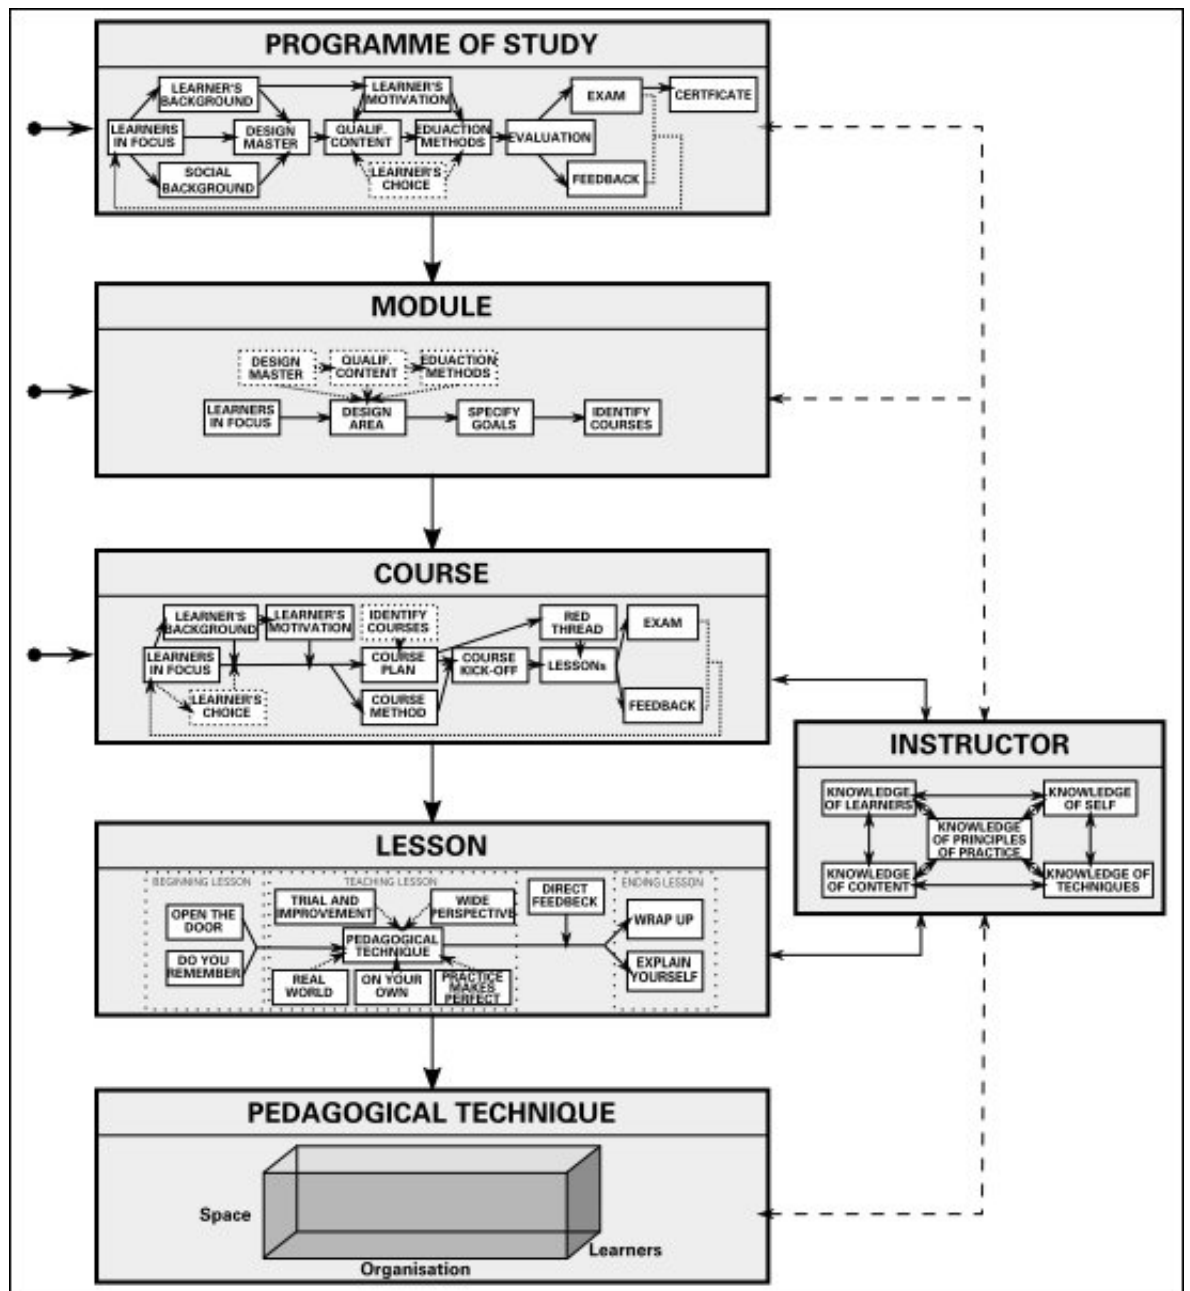 PROGRAMME OF STUDY
LEARNER'S
BACKGROUND
LEARNER'S
MOTIVATION
EXAM
CERTFICATE
LEARNERS
IN FOCUS
DESIGN
MASTER
QUALIF.
CONTENT
EDUACTION
METHODS
EVALUATION
SOCIAL
BACKGROUND
LEARNER'S
CHOICE
FEEDBACK
MODULE
DESIGN
MASTER
QUALIF.
CONTENT
EDUACTION
METHODS
LEARNERS
IN FOCUS
DESIGN
AREA
SPECIFY
GOALS
IDENTIFY
COURSES
COURSE
LEARNER'S
BACKGROUND
LEARNER'S
MOTIVATION
IDENTIFY
COURSES
RED
THREAD
EXAM
LEARNERS
IN FOCUS
COURSE
PLAN
COURSE
KICK-OFF
LESSONs
LEARNER'S
CHOICE
COURSE
METHOD
FEEDBACK
INSTRUCTOR
KNOWLEDGE
OF LEARNERS
KNOWLEDGE
OF SELF
KNOWLEDGE
OF PRINCIPLES
OF PRACTICE
KNOWLEDGE
OF CONTENT
KNOWLEDGE OF
TECHNIQUES
LESSON
BEGINNING LESSON
TEACHING LESSON
ENDING LESSON
OPEN THE
DOOR
DO YOU
REMEMBER
TRIAL AND
IMPROVEMENT
WIDE
PERSPECTIVE
PEDAGOGICAL
TECHNIQUE
REAL
WORLD
ON YOUR
OWN
PRACTICE
MAKES
PERFECT
DIRECT
FEEDBECK
WRAP UP
EXPLAIN
YOURSELF
PEDAGOGICAL TECHNIQUE
Space
Learners
Organisation